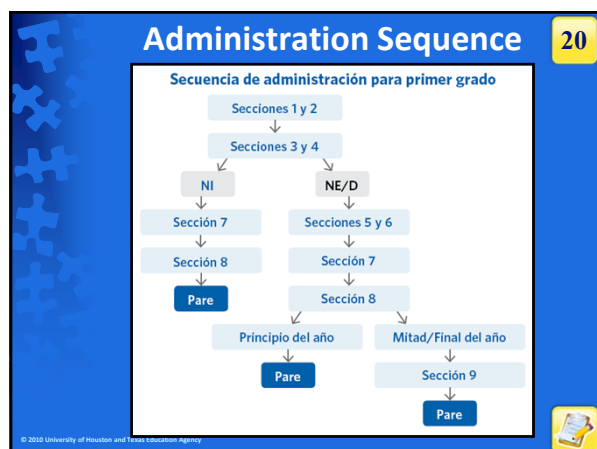 Administration Sequence
20
Secuencia de administración para primer grado
Secciones 1 y 2
Secciones 3 y 4
NI
NE/D
Sección 7
Secciones 5 y 6
Sección 8
Sección 7
Pare
Sección 8
Principio del año
Mitad/Final del año
Pare
Sección 9
Pare
© 2010 University of Houston and Texas Education Agency